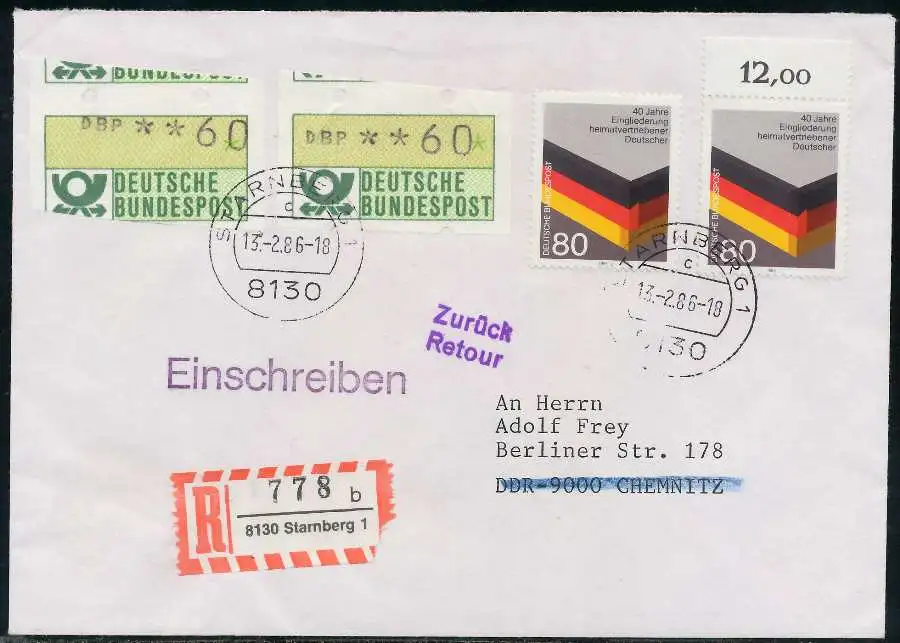 BUNDESPOST
DBP **60
DEUTSCHE
BUNDESPOST
DBP **60
DEUTSCHE
BUNDESPOST
40 Jahre
Eingliederung
heimatvertriebener
Deutscher
DEUTSCHE BUNDESPOST
80
12,00
40 Jahre
Eingliederung
heimatvertriebener
Deutscher
DEUTSCHE BUNDESPOST
80
STARNBERG 1
c
13.-2.86-18
8130
STARNBERG 1
c
13.-2.86-18
8130
Zurück
Retour
Einschreiben
An Herrn
Adolf Frey
Berliner Str. 178
DDR-9000 CHEMNITZ
R
778 b
8130 Starnberg 1